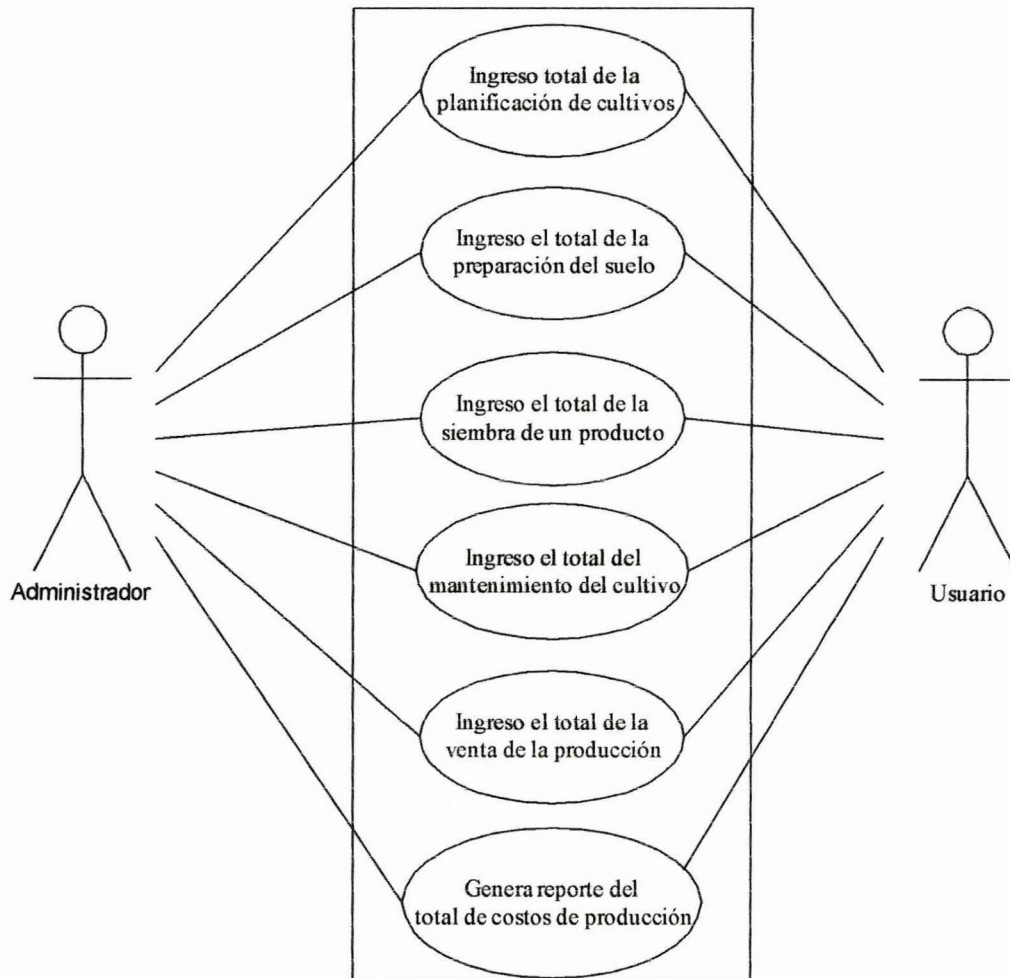 Ingreso total de la
planificación de cultivos
Ingreso el total de la
preparación del suelo
Ingreso el total de la
siembra de un producto
Ingreso el total del
mantenimiento del cultivo
Administrador
Usuario
Ingreso el total de la
venta de la producción
Genera reporte del
total de costos de producción